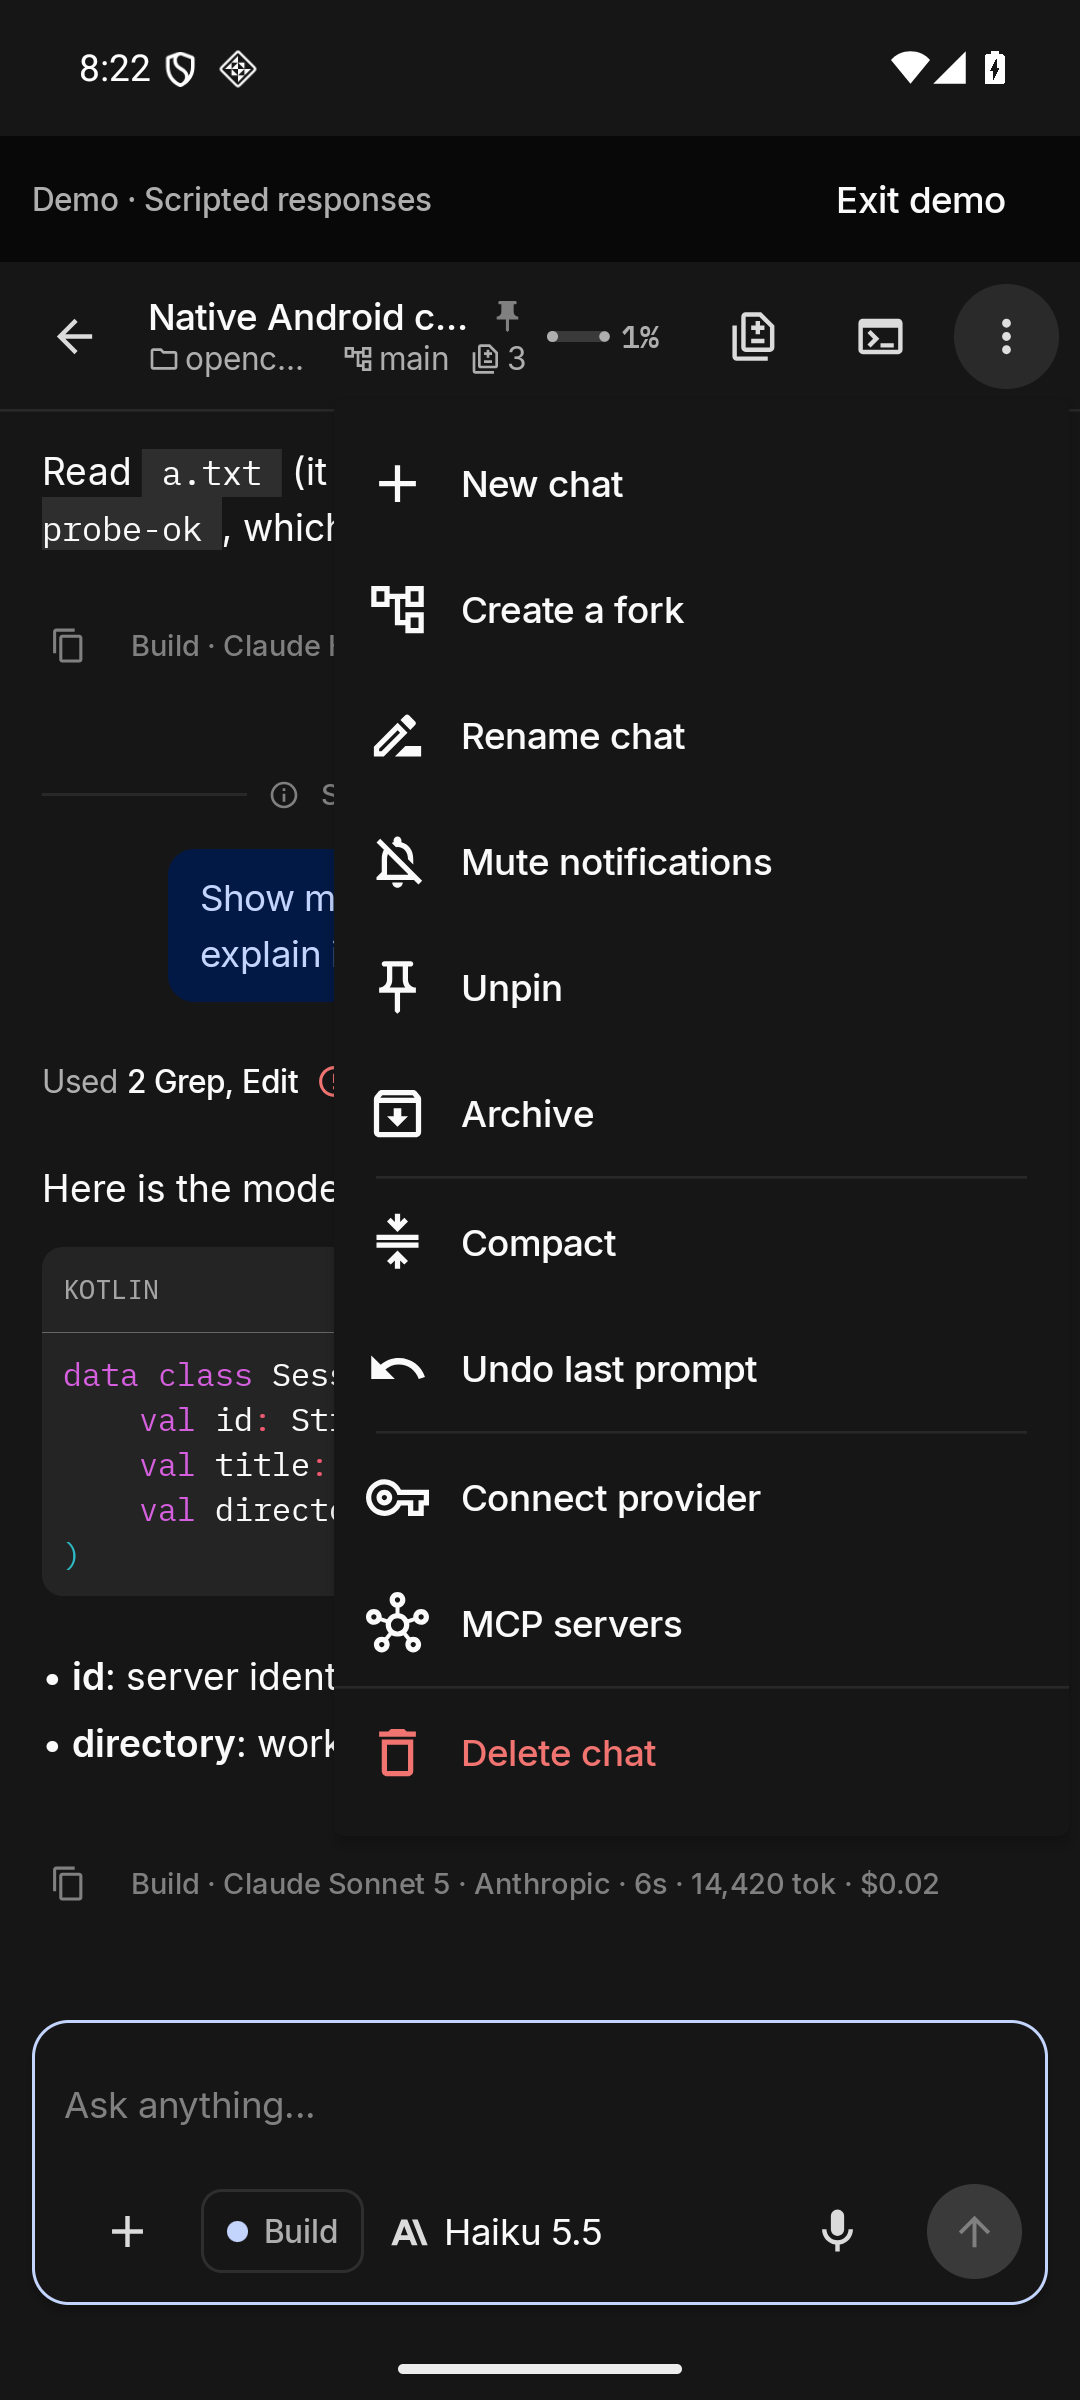 8:22
Demo · Scripted responses
Exit demo
Native Android c...
1%
openc...
main
3
Read a.txt (it
probe-ok , which
Build · Claude
Show
explain
Used 2 Grep, Edit
Here is the mode
KOTLIN
data class Sess
val id: Str
val title:
val directo
)
• id: server ident
• directory: work
New chat
Create a fork
Rename chat
Mute notifications
Unpin
Archive
Compact
Undo last prompt
Connect provider
MCP servers
Delete chat
Build · Claude Sonnet 5 · Anthropic · 6s · 14,420 tok · $0.02
Ask anything...
Build
Haiku 5.5